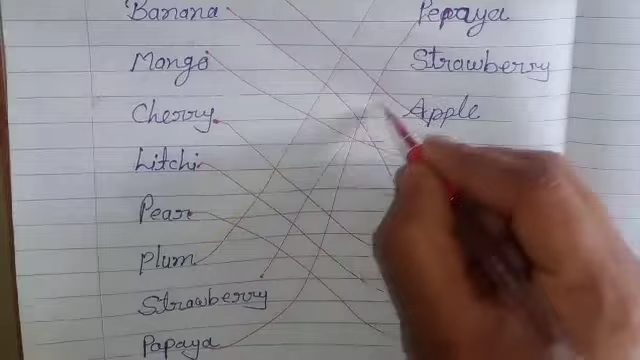 Banana
Pepaya
Mango
Strawberry
Cherry
Apple
Litchi
Pear
Plum
Strawberry
Papaya